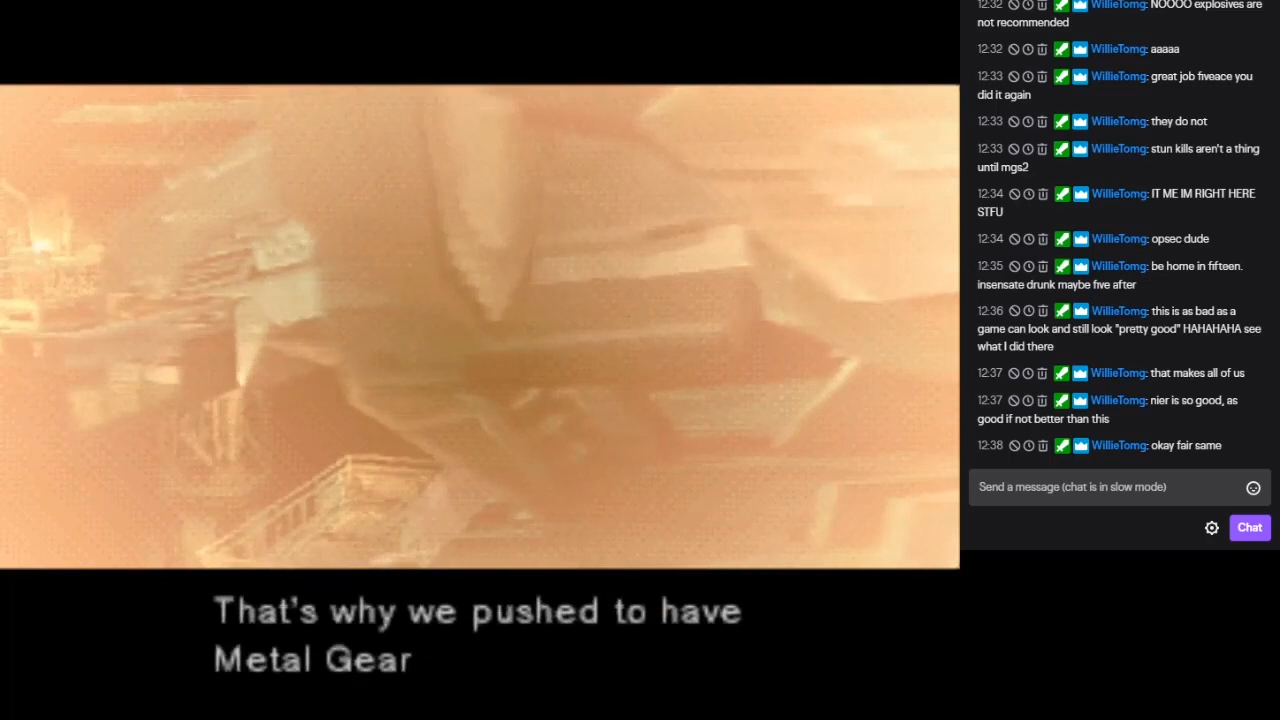 12:32 WillieTomg: NOOOO explosives are
not recommended
12:32 WillieTomg: aaaaa
12:33 WillieTomg: great job fiveace you
did it again
12:33 WillieTomg: they do not
12:33 WillieTomg: stun kills aren't a thing
until mgs2
12:34 WillieTomg: IT ME IM RIGHT HERE
STFU
12:34 WillieTomg: opsec dude
12:35 WillieTomg: be home in fifteen.
insensate drunk maybe five after
12:36 WillieTomg: this is as bad as a
game can look and still look "pretty good" HAHAHAHA see
what I did there
12:37 WillieTomg: that makes all of us
12:37 WillieTomg: nier is so good, as
good if not better than this
12:38 WillieTomg: okay fair same
Send a message (chat is in slow mode)
Chat
That's why we pushed to have
Metal Gear